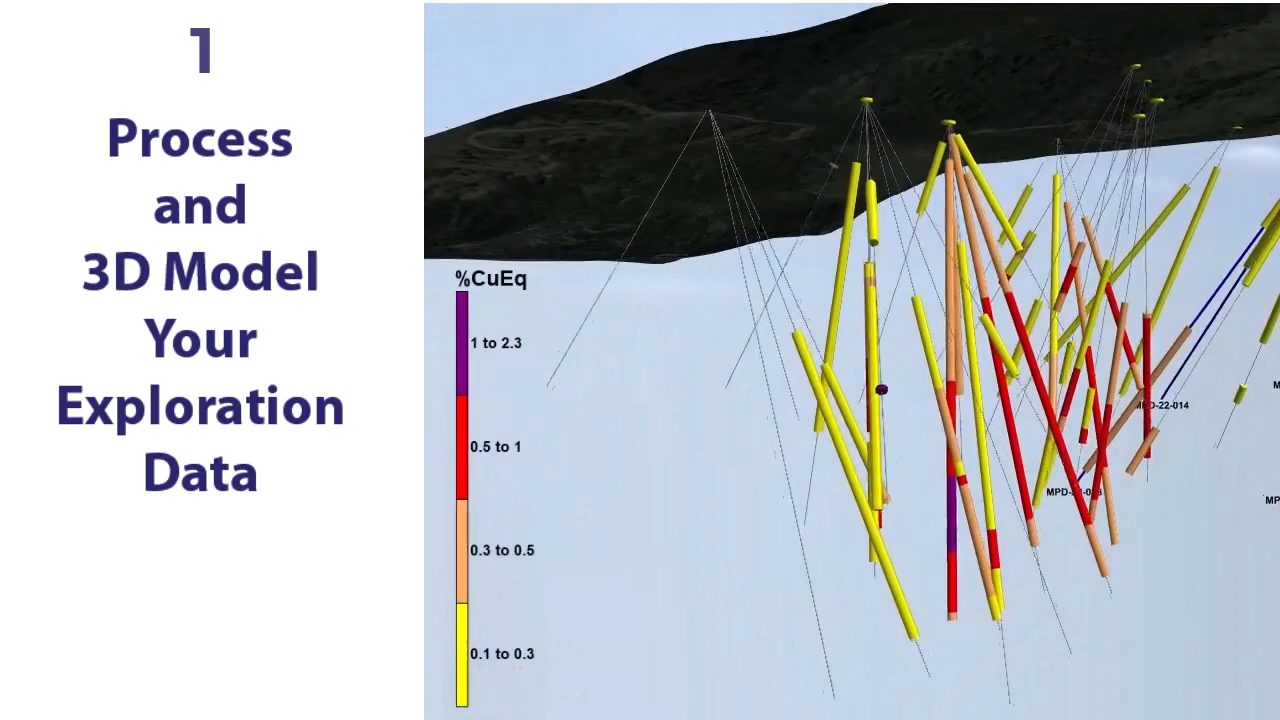 1
Process
and
3D Model
Your
Exploration
Data
%CuEq
1 to 2.3
0.5 to 1
0.3 to 0.5
0.1 to 0.3
MPD-22-014